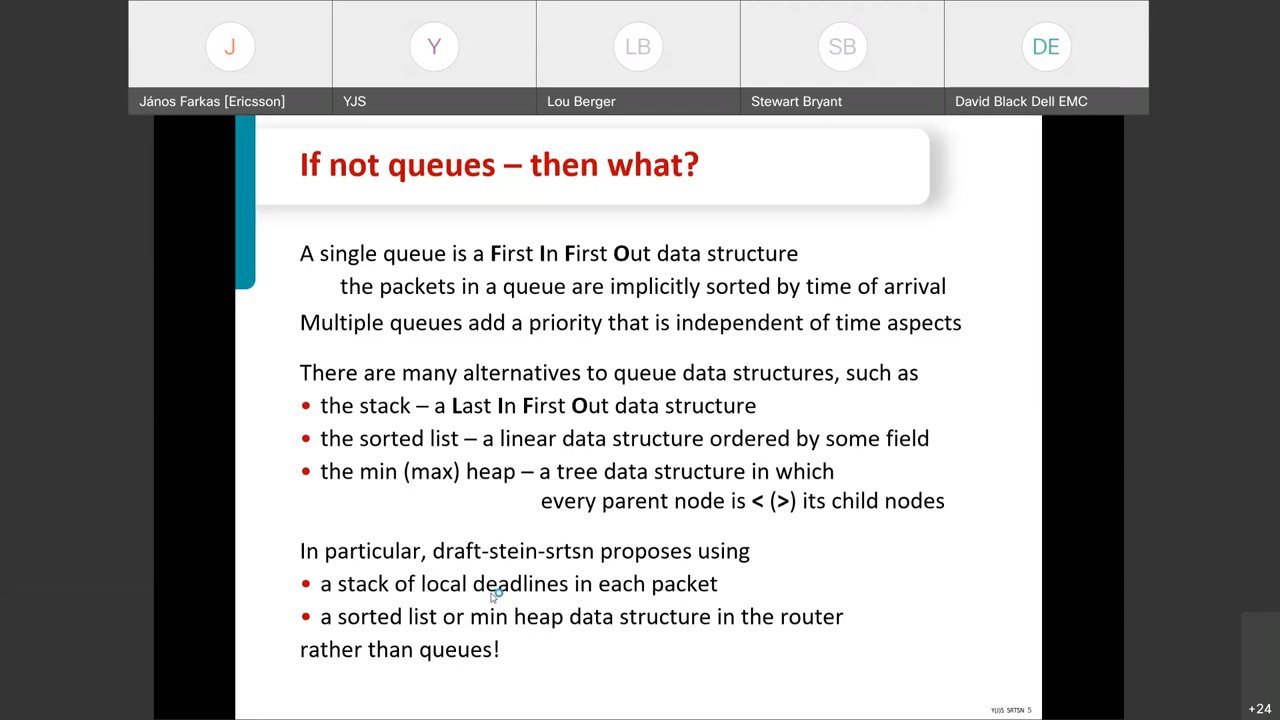 J
Y
LB
SB
DE
János Farkas [Ericsson]
YJS
Lou Berger
Stewart Bryant
David Black Dell EMC
If not queues – then what?
A single queue is a First In First Out data structure
the packets in a queue are implicitly sorted by time of arrival
Multiple queues add a priority that is independent of time aspects
There are many alternatives to queue data structures, such as
• the stack – a Last In First Out data structure
• the sorted list – a linear data structure ordered by some field
• the min (max) heap – a tree data structure in which
every parent node is < (>) its child nodes
In particular, draft-stein-srtsn proposes using
• a stack of local deadlines in each packet
• a sorted list or min heap data structure in the router
rather than queues!
Y(J)S SRTSN 5
+24